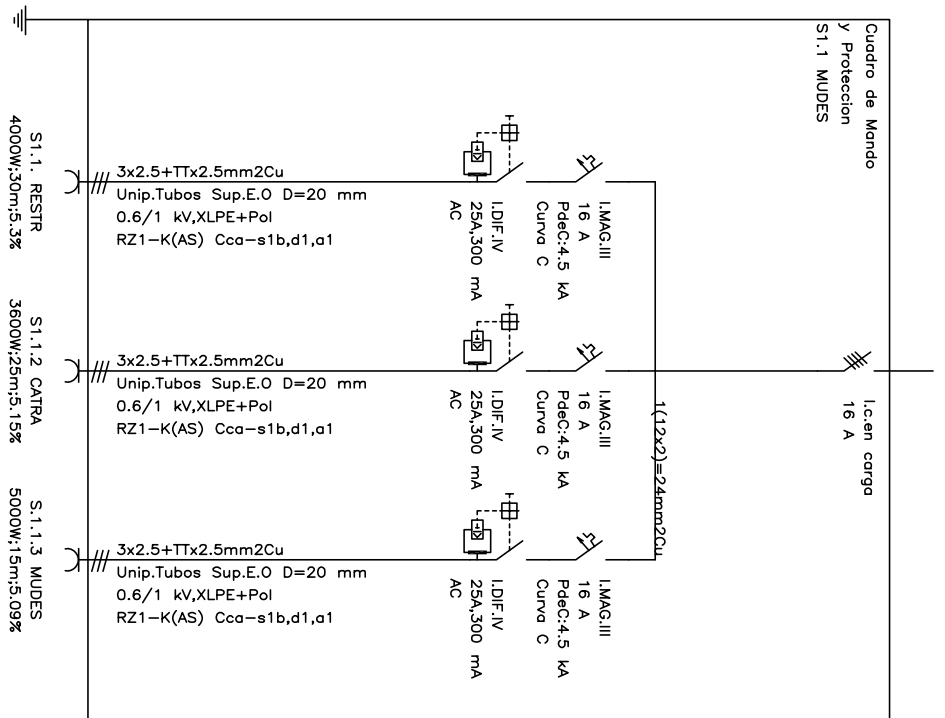 Cuadro de Mando
y Proteccion
S1.1 MUDES
I.c.en carga
16 A
1(12x2)=24mm2Cu
I.MAG.III
16 A
PdeC:4.5 kA
Curva C
I.DIF.IV
25A,300 mA
AC
3x2.5+TTx2.5mm2Cu
Unip.Tubos Sup.E.O D=20 mm
0.6/1 kV,XLPE+Pol
RZ1-K(AS) Cca-s1b,d1,a1
S1.1. RESTR
4000W;30m;5.3%
I.MAG.III
16 A
PdeC:4.5 kA
Curva C
I.DIF.IV
25A,300 mA
AC
3x2.5+TTx2.5mm2Cu
Unip.Tubos Sup.E.O D=20 mm
0.6/1 kV,XLPE+Pol
RZ1-K(AS) Cca-s1b,d1,a1
S1.1.2 CATRA
3600W;25m;5.15%
I.MAG.III
16 A
PdeC:4.5 kA
Curva C
I.DIF.IV
25A,300 mA
AC
3x2.5+TTx2.5mm2Cu
Unip.Tubos Sup.E.O D=20 mm
0.6/1 kV,XLPE+Pol
RZ1-K(AS) Cca-s1b,d1,a1
S.1.1.3 MUDES
5000W;15m;5.09%